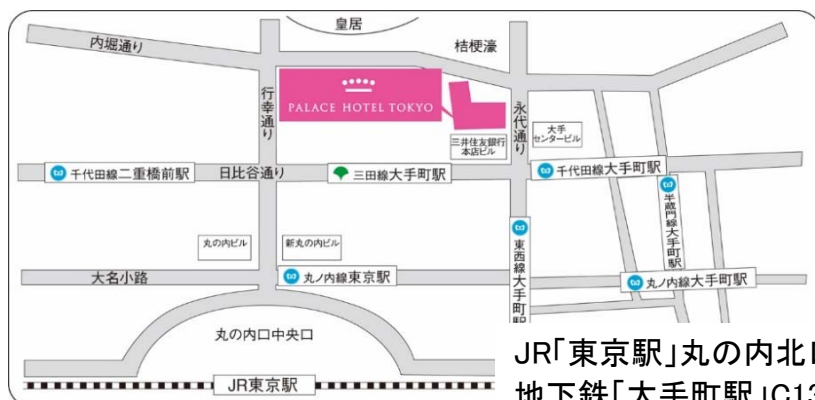 皇居
内堀通り
桔梗濠
行幸通り
PALACE HOTEL TOKYO
永代通り
三井住友銀行
本店ビル
大手
センタービル
千代田線二重橋前駅
日比谷通り
三田線大手町駅
千代田線大手町駅
半蔵門線大手町駅
丸の内ビル
新丸の内ビル
東西線大手町駅
大名小路
丸ノ内線東京駅
丸ノ内線大手町駅
丸の内口中央口
JR東京駅
JR「東京駅」丸の内北
地下鉄「大手町駅」C13